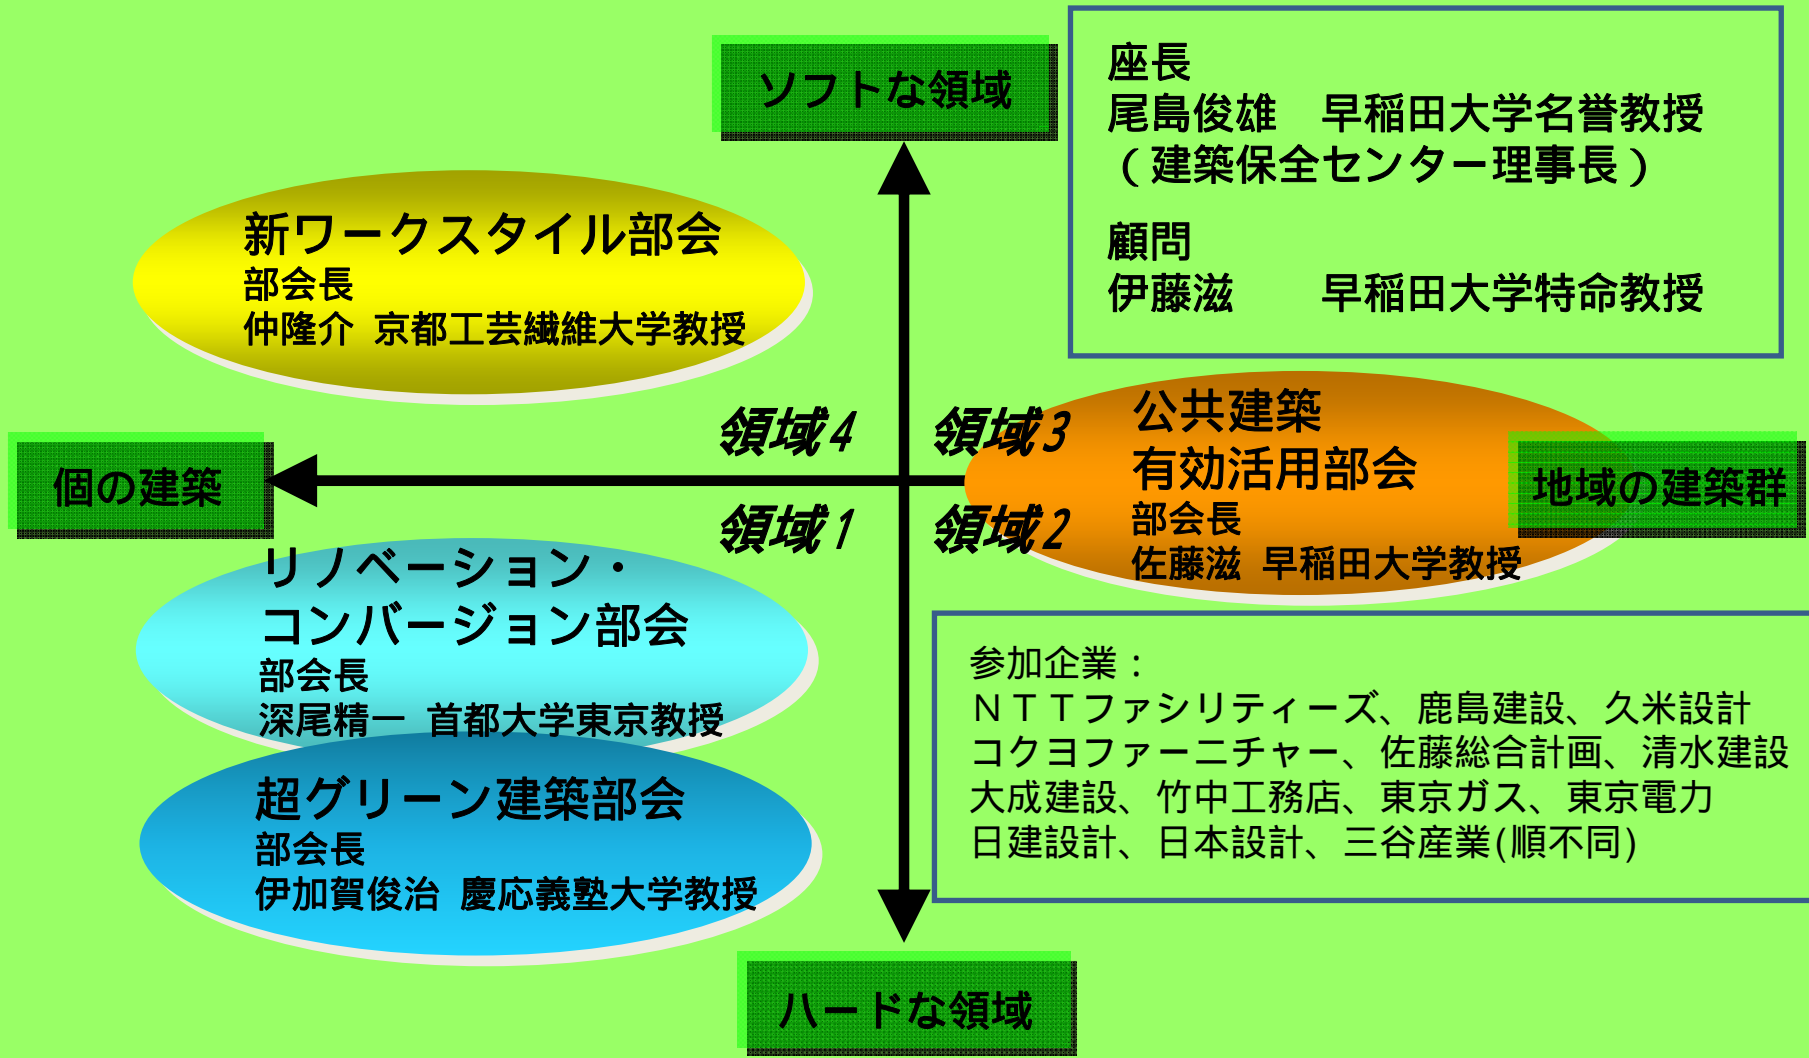 ソフトな領域
座長
尾島俊雄　早稲田大学名誉教授
（建築保全センター理事長）
顧問
伊藤滋　　早稲田大学特命教授
新ワークスタイル部会
部会長
仲隆介 京都工芸繊維大学教授
領域4
領域3
公共建築
有効活用部会
部会長
佐藤滋 早稲田大学教授
個の建築
地域の建築群
領域1
領域2
リノベーション・
コンバージョン部会
部会長
深尾精一 首都大学東京教授
超グリーン建築部会
部会長
伊加賀俊治 慶応義塾大学教授
参加企業：
ＮＴＴファシリティーズ、鹿島建設、久米設計
コクヨファーニチャー、佐藤総合計画、清水建設
大成建設、竹中工務店、東京ガス、東京電力
日建設計、日本設計、三谷産業(順不同)
ハードな領域